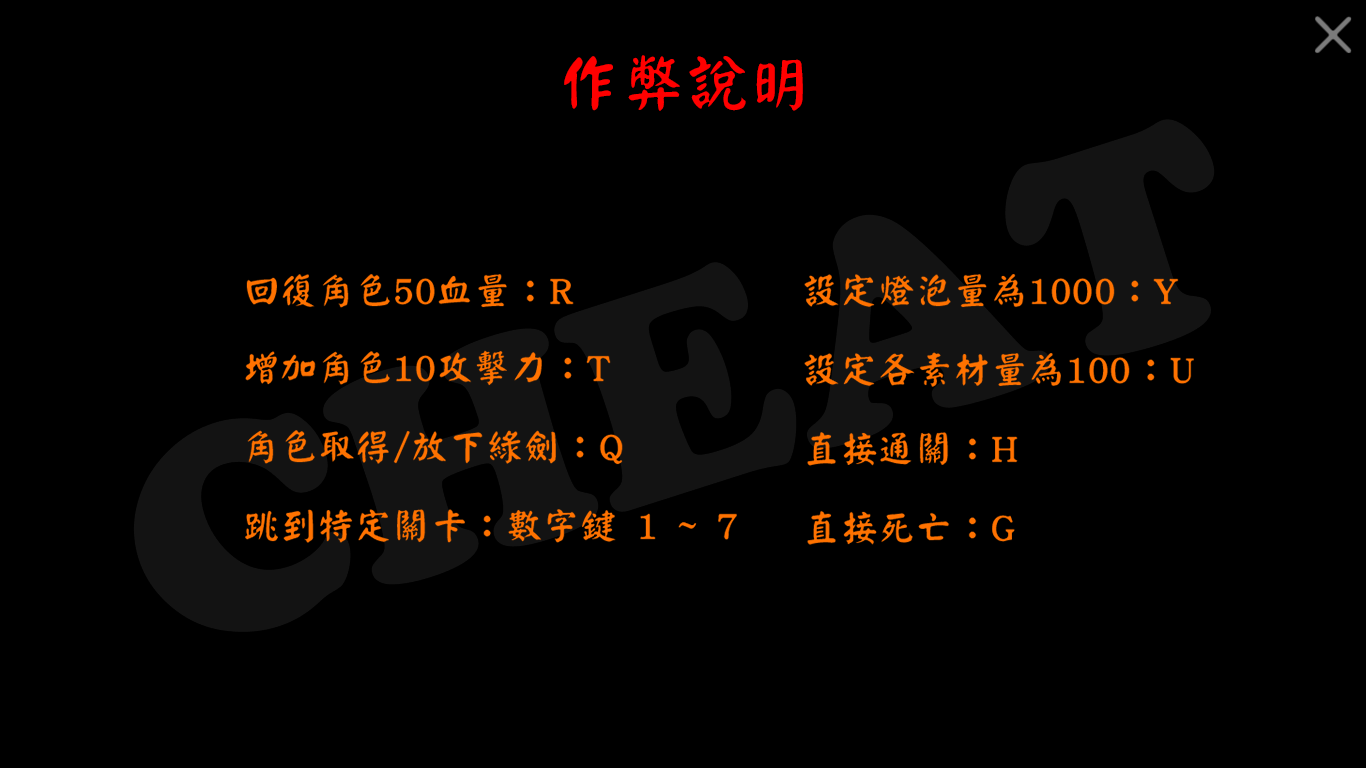 作弊說明
回復角色50血量：R
增加角色10攻擊力：T
角色取得/放下綠劍：Q
跳到特定關卡：數字鍵 1 ~ 7
設定燈泡量為1000：Y
設定各素材量為100：U
直接通關：H
直接死亡：G
CHEAT